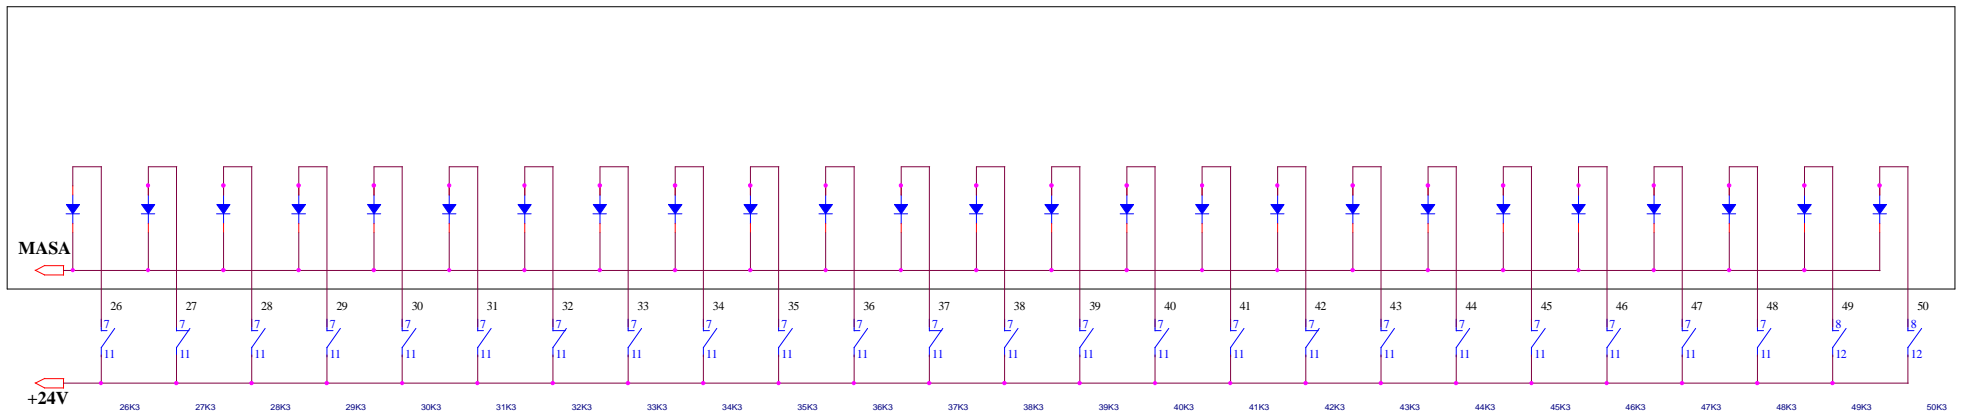 MASA
26 27 28 29 30 31 32 33 34 35 36 37 38 39 40 41 42 43 44 45 46 47 48 49 50
7 7 7 7 7 7 7 7 7 7 7 7 7 7 7 7 7 7 7 7 7 7 7 8 8
11 11 11 11 11 11 11 11 11 11 11 11 11 11 11 11 11 11 11 11 11 11 11 12 12
+24V
26K3 27K3 28K3 29K3 30K3 31K3 32K3 33K3 34K3 35K3 36K3 37K3 38K3 39K3 40K3 41K3 42K3 43K3 44K3 45K3 46K3 47K3 48K3 49K3 50K3